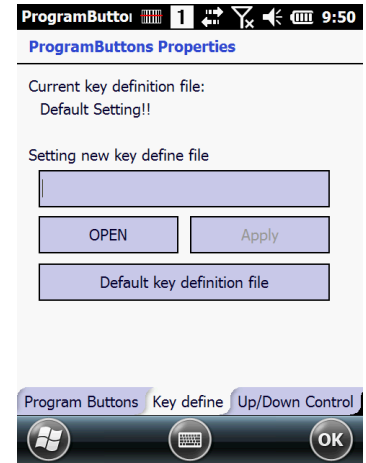 ProgramButto 1 9:50
ProgramButtons Properties
Current key definition file:
Default Setting!!
Setting new key define file
OPEN Apply
Default key definition file
Program Buttons Key define Up/Down Control
OK